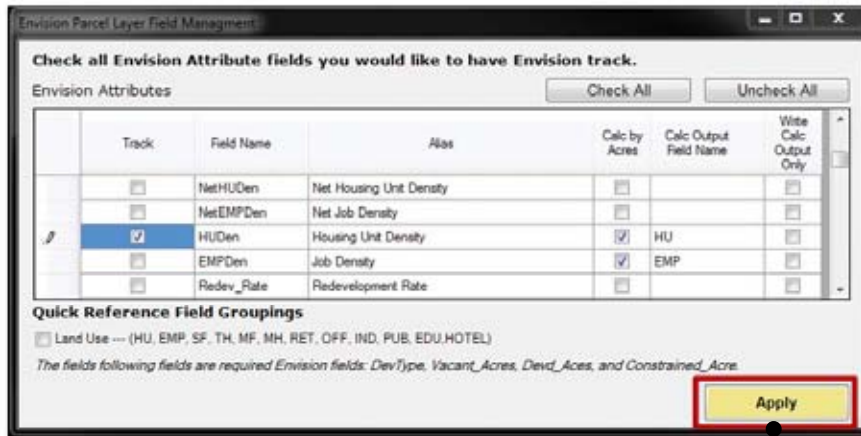 Envision Parcel Layer Field Managment
Check all Envision Attribute fields you would like to have Envision track.
Envision Attributes Check All Uncheck All
Track Field Name Alias Calc by Acres Calc Output Field Name Write Calc Output Only
NetHUDen Net Housing Unit Density
NetEMPDen Net Job Density
HUDen Housing Unit Density HU
EMPDen Job Density EMP
Redev_Rate Redevelopment Rate
Quick Reference Field Groupings
Land Use --- (HU, EMP, SF, TH, MF, MH, RET, OFF, IND, PUB, EDU,HOTEL)
The fields following fields are required Envision fields: DevType, Vacant_Acres, Devd_Aces, and Constrained_Acre.
Apply